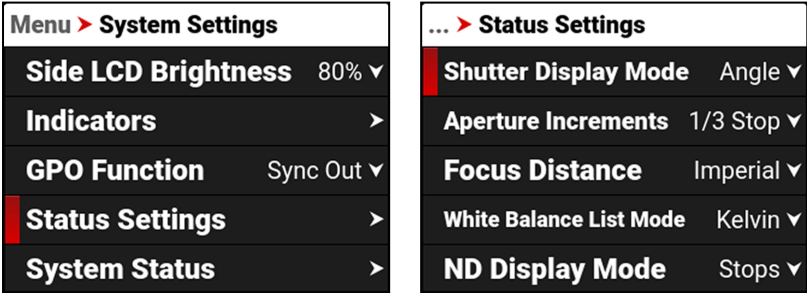 Menu > System Settings
Side LCD Brightness 80%
Indicators
GPO Function Sync Out
Status Settings
System Status
... > Status Settings
Shutter Display Mode Angle
Aperture Increments 1/3 Stop
Focus Distance Imperial
White Balance List Mode Kelvin
ND Display Mode Stops